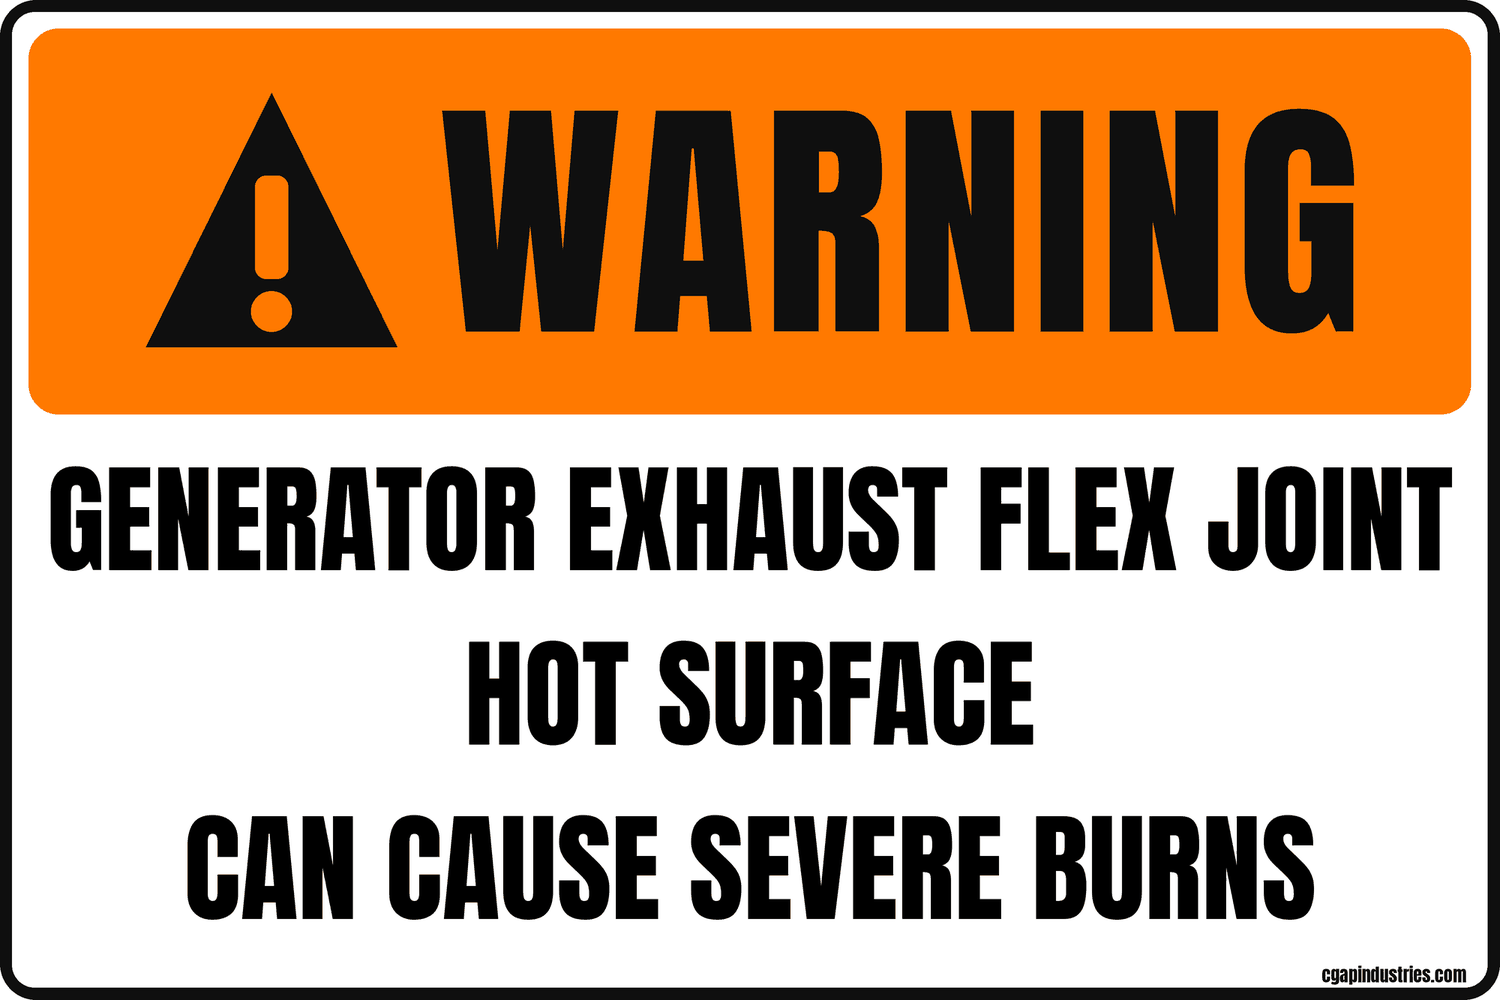 WARNING
GENERATOR EXHAUST FLEX JOINT
HOT SURFACE
CAN CAUSE SEVERE BURNS
cgapindustries.com